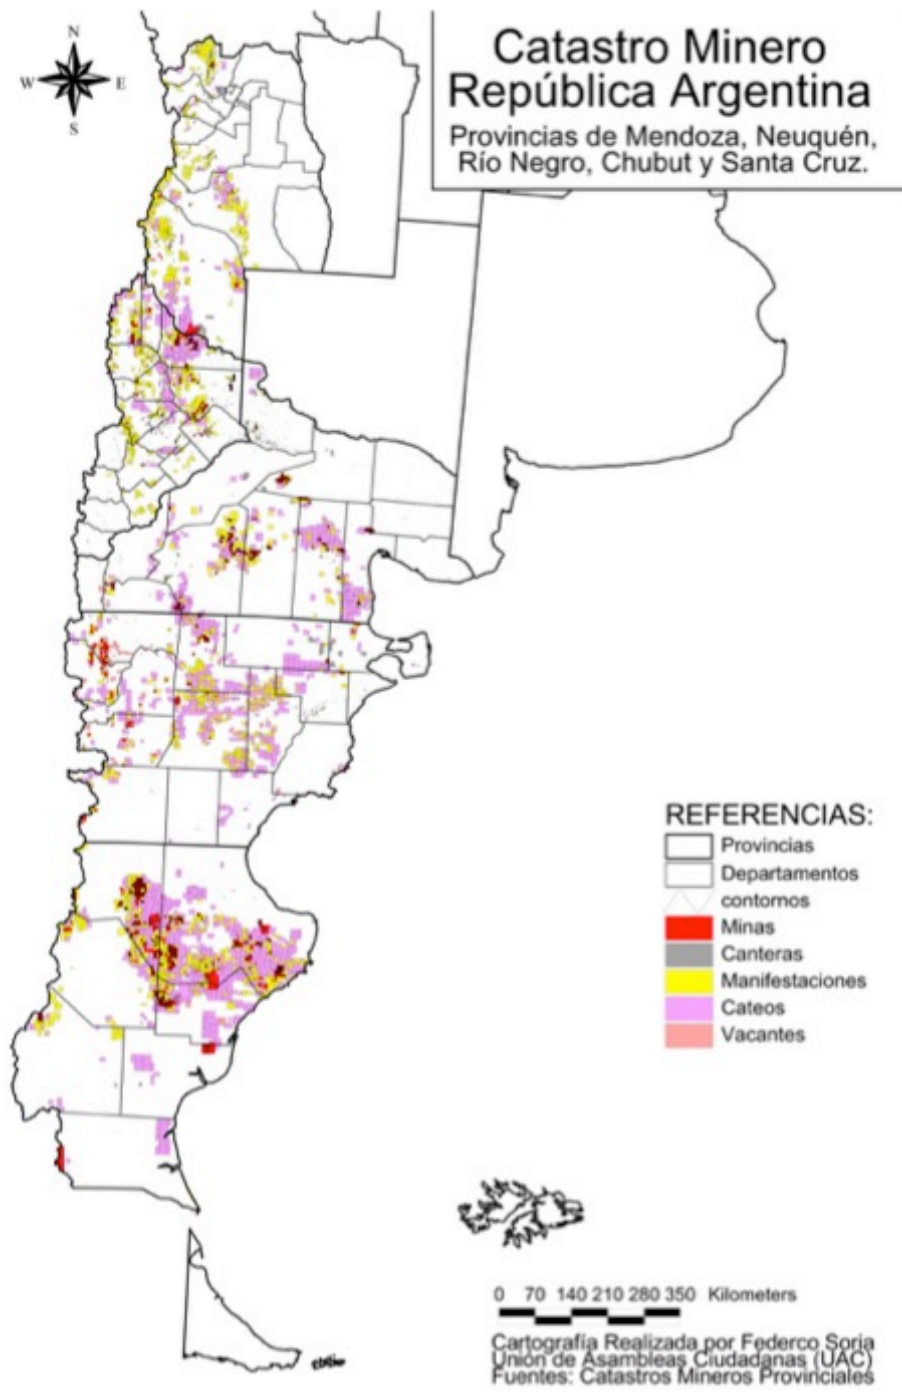 N
W E
S
Catastro Minero
República Argentina
Provincias de Mendoza, Neuquén,
Río Negro, Chubut y Santa Cruz.
REFERENCIAS:
Provincias
Departamentos
contornos
Minas
Canteras
Manifestaciones
Cateos
Vacantes
0 70 140 210 280 350 Kilometers
Cartografía Realizada por Federco Soria
Unión de Asambleas Ciudadanas (UAC)
Fuentes: Catastros Mineros Provinciales